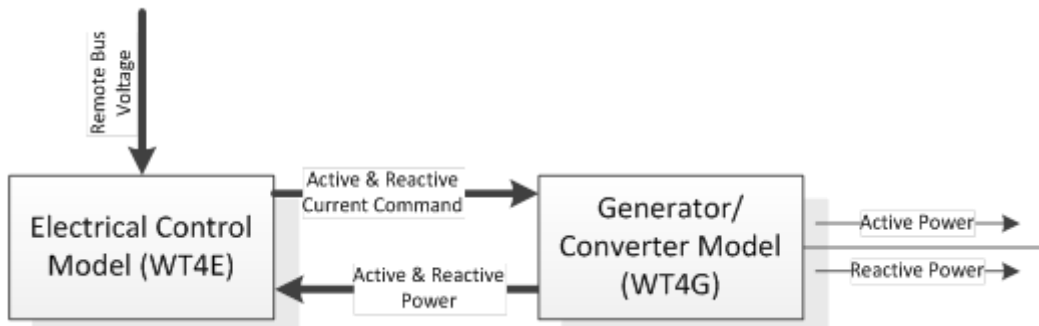 Remote Bus
Voltage
Active & Reactive
Current Command
Electrical Control
Model (WT4E)
Generator/
Converter Model
(WT4G)
Active Power
Active & Reactive
Power
Reactive Power